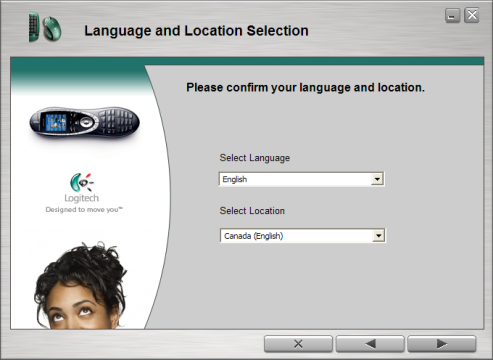 Language and Location Selection
Please confirm your language and location.
Select Language
English
Logitech
Designed to move you™
Select Location
Canada (English)